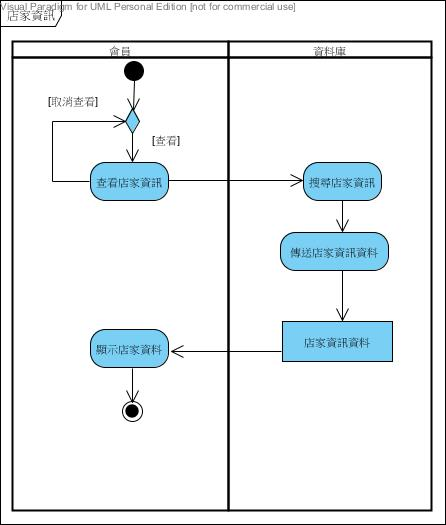 Visual Paradigm for UML Personal Edition [not for commercial use]
店家資訊
會員
資料庫
[取消查看]
[查看]
查看店家資訊
搜尋店家資訊
傳送店家資訊資料
店家資訊資料
顯示店家資料